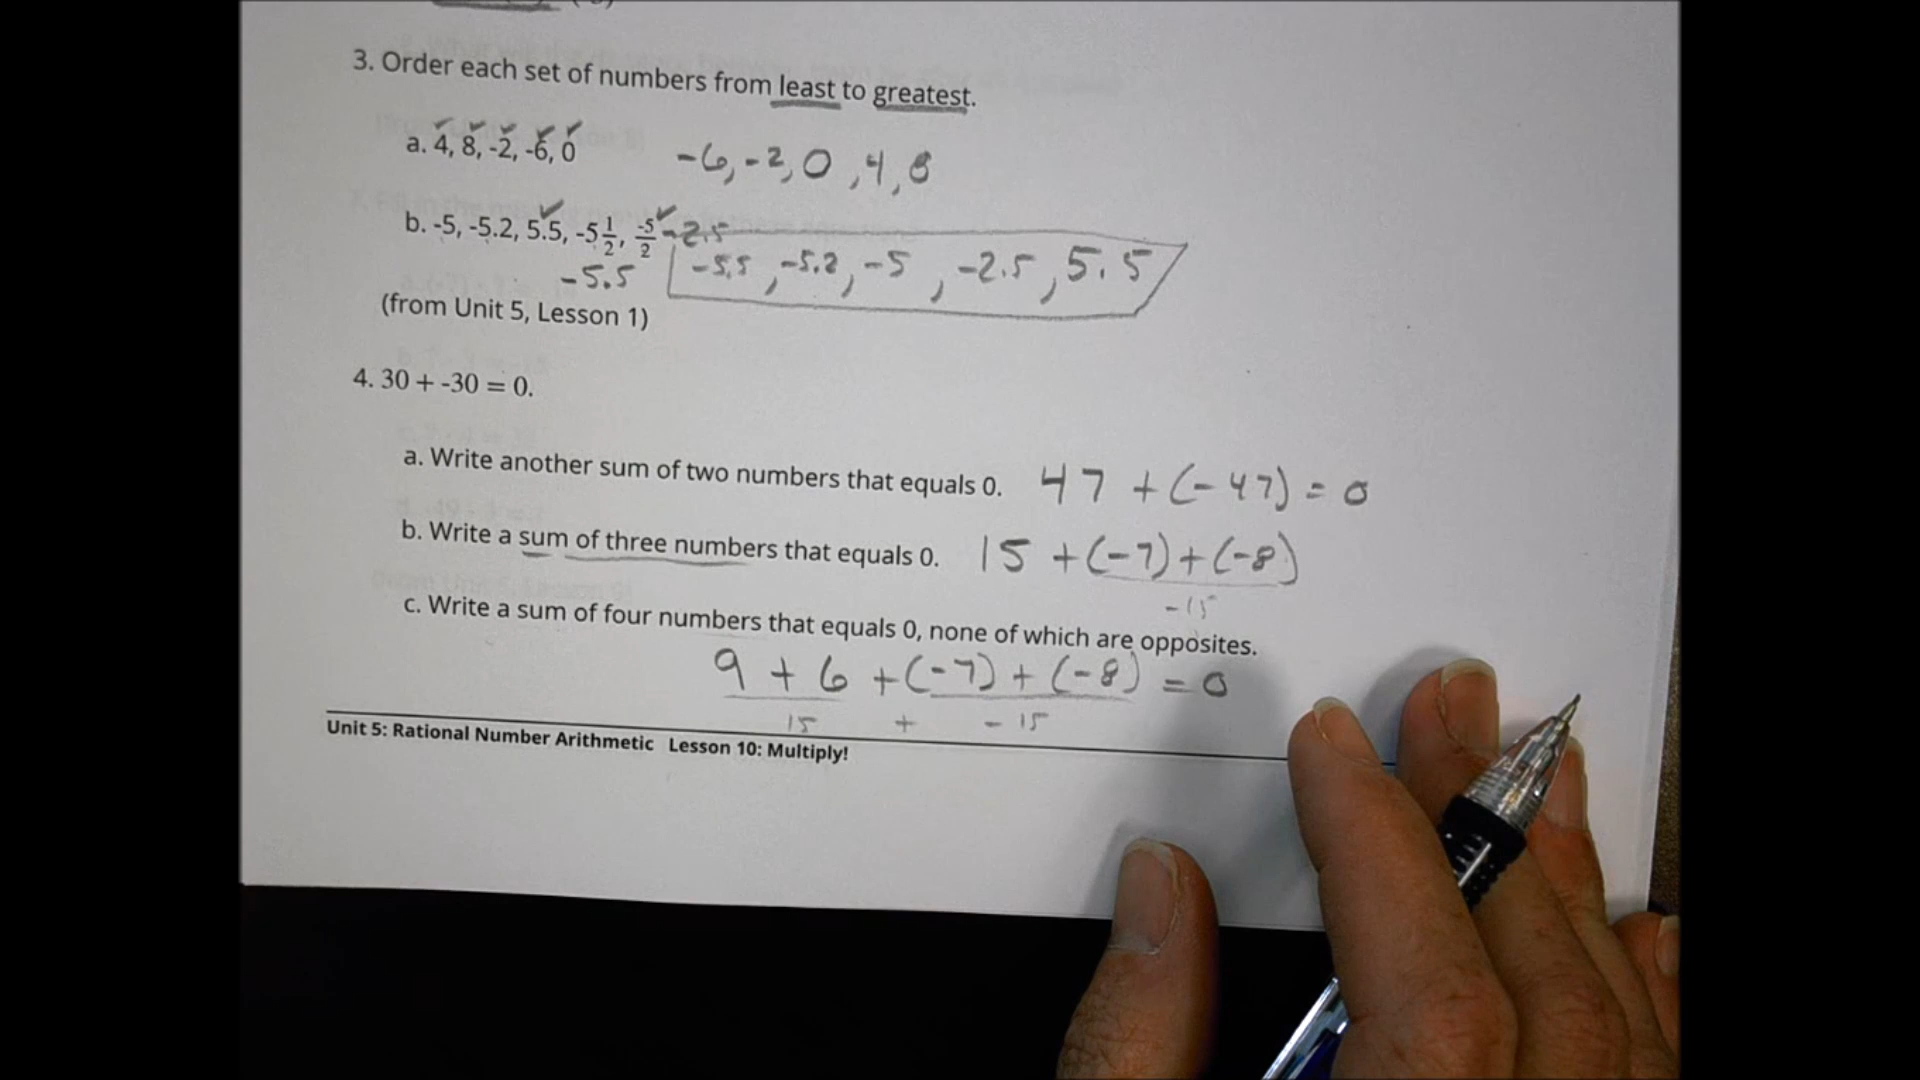 3. Order each set of numbers from least to greatest.
a. 4, 8, -2, -6, 0 -6, -2, 0, 4, 8
b. -5, -5.2, 5.5, -5 1/2, -5/2 -2.5
-5.5 -5.5, -5.2, -5, -2.5, 5.5
(from Unit 5, Lesson 1)
4. 30 + -30 = 0.
a. Write another sum of two numbers that equals 0. 47 + (-47) = 0
b. Write a sum of three numbers that equals 0. 15 + (-7) + (-8)
-15
c. Write a sum of four numbers that equals 0, none of which are opposites.
9 + 6 + (-7) + (-8) = 0
15 + -15
Unit 5: Rational Number Arithmetic Lesson 10: Multiply!